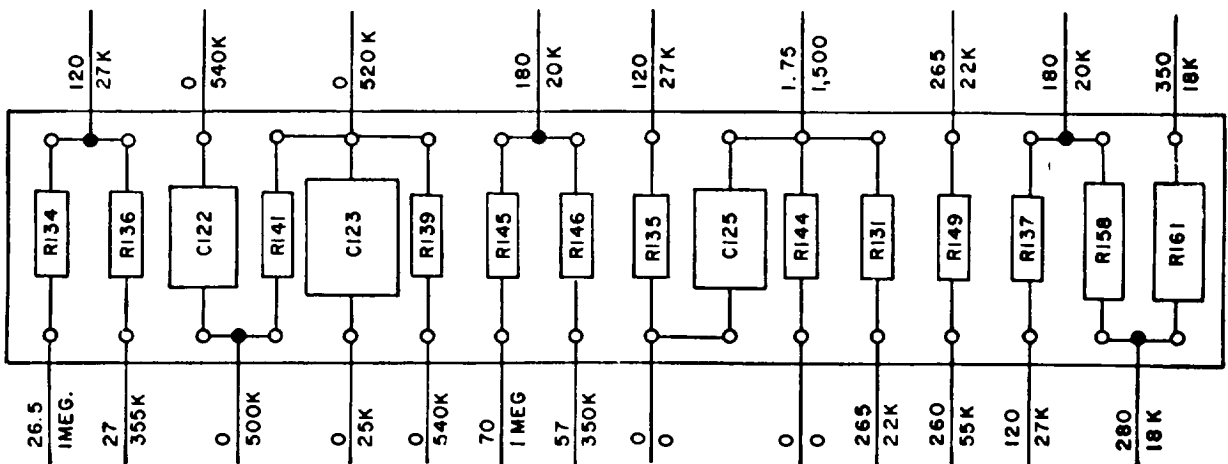 120
27K
0
540K
0
520K
180
20K
120
27K
1.75
1,500
265
22K
180
20K
350
18K
R134
R136
C122
R141
C123
R139
R145
R146
R135
C125
R144
R131
R149
R137
R158
R161
26.5
1MEG.
27
355K
0
500K
0
25K
0
540K
70
1 MEG
57
350K
0
0
0
0
265
22K
260
55K
120
27K
280
18K